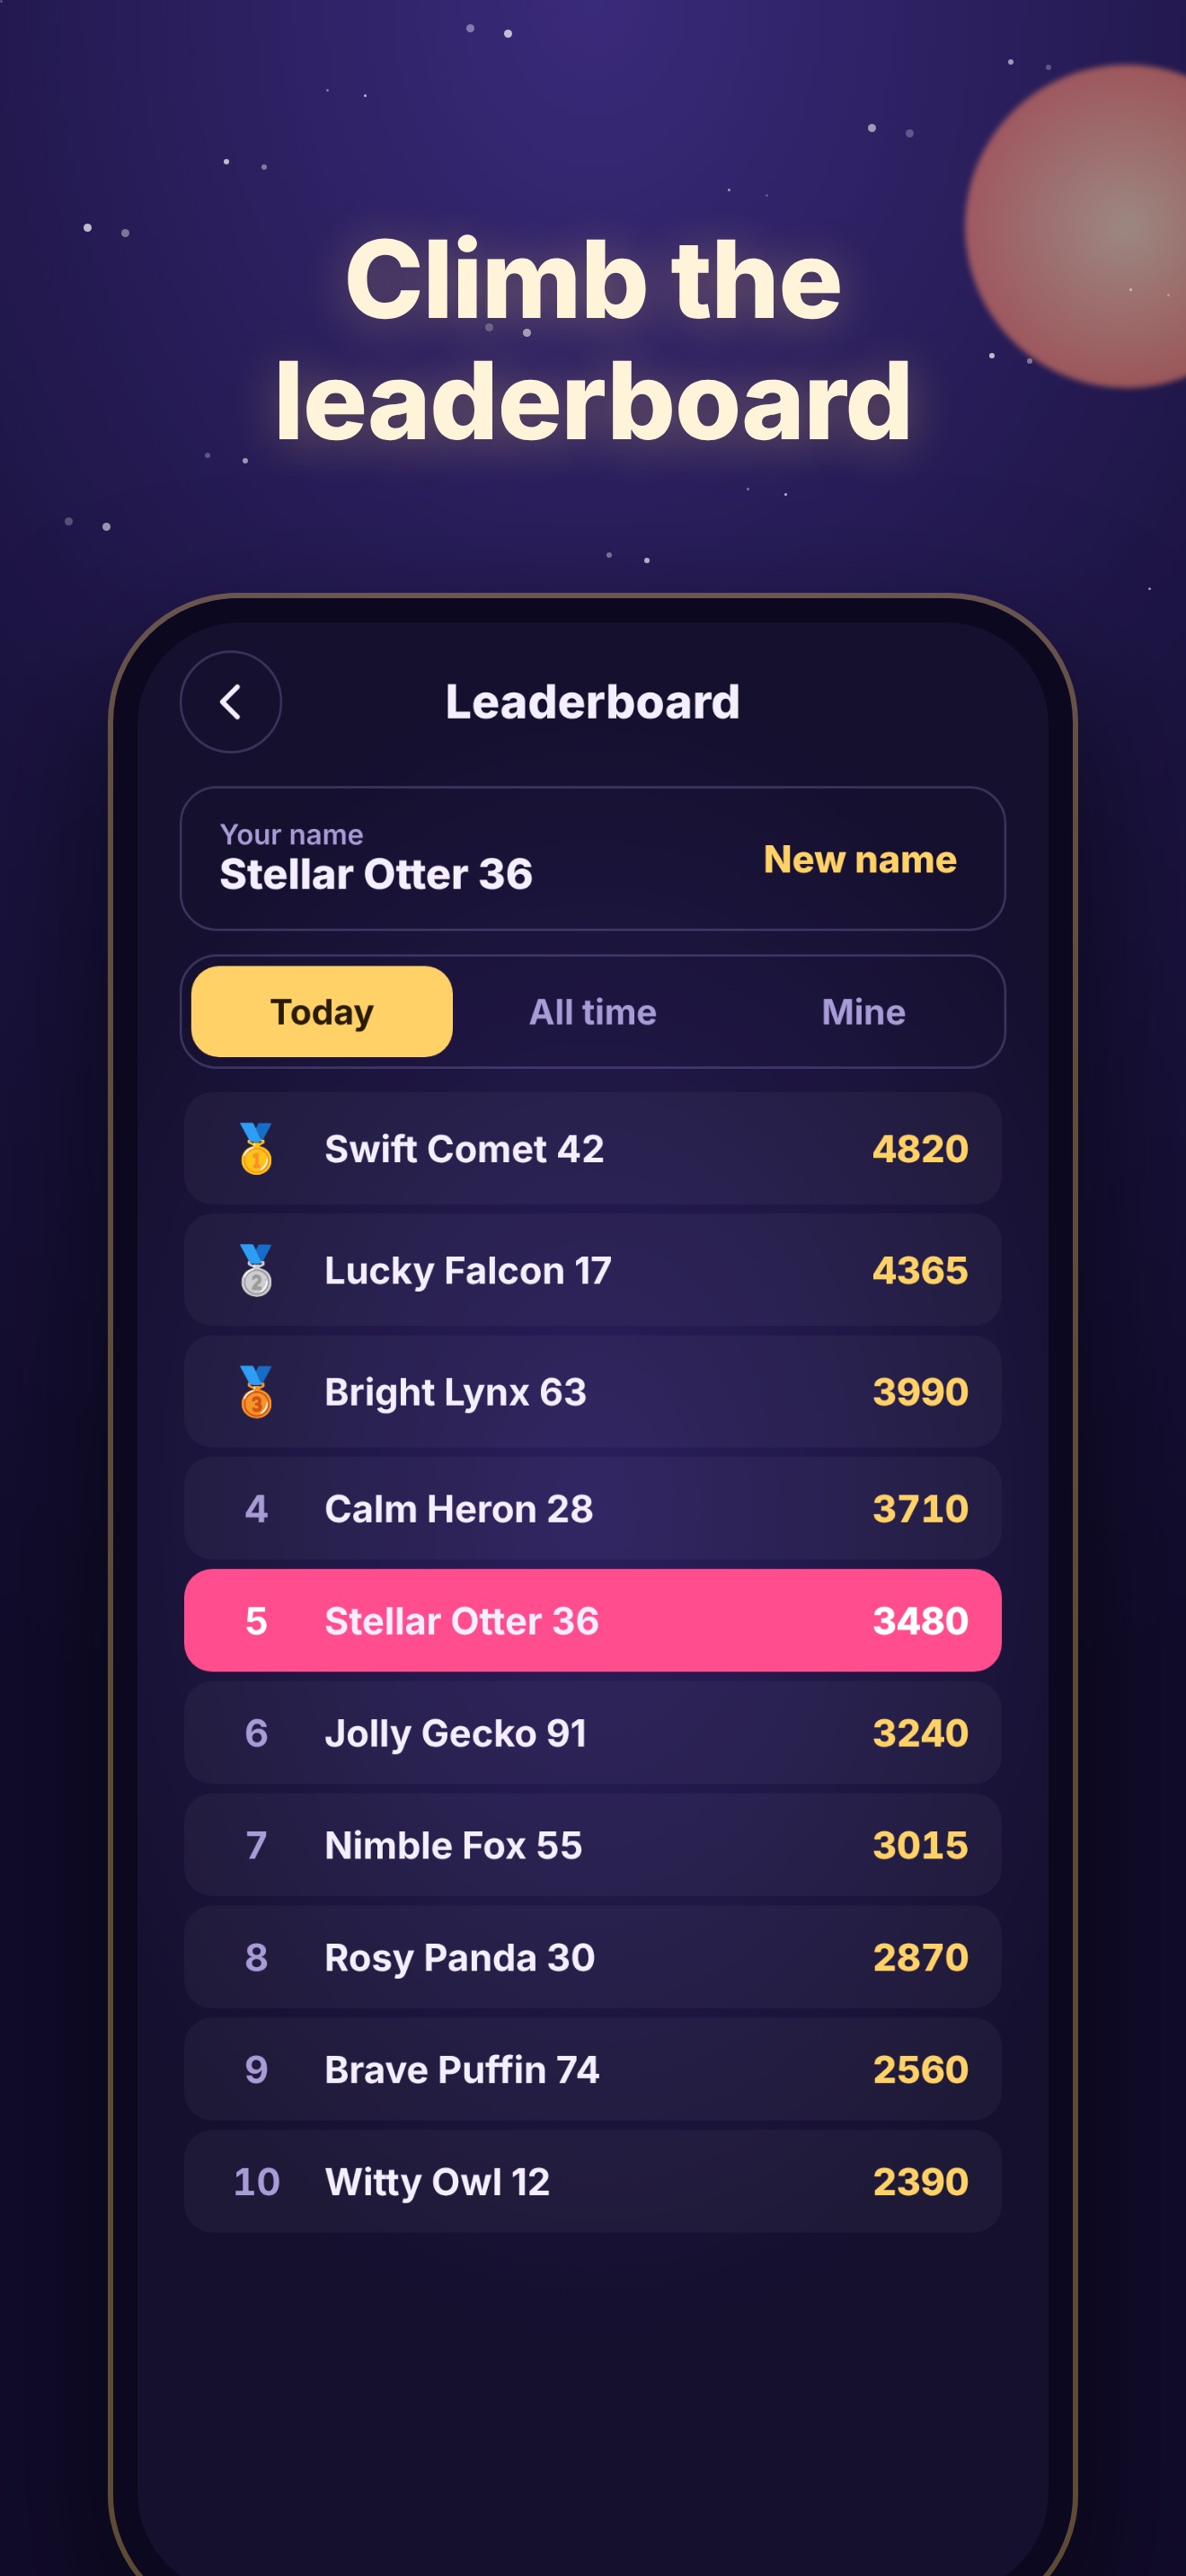 Climb the
leaderboard
Leaderboard
Your name
Stellar Otter 36
New name
Today All time Mine
1 Swift Comet 42 4820
2 Lucky Falcon 17 4365
3 Bright Lynx 63 3990
4 Calm Heron 28 3710
5 Stellar Otter 36 3480
6 Jolly Gecko 91 3240
7 Nimble Fox 55 3015
8 Rosy Panda 30 2870
9 Brave Puffin 74 2560
10 Witty Owl 12 2390